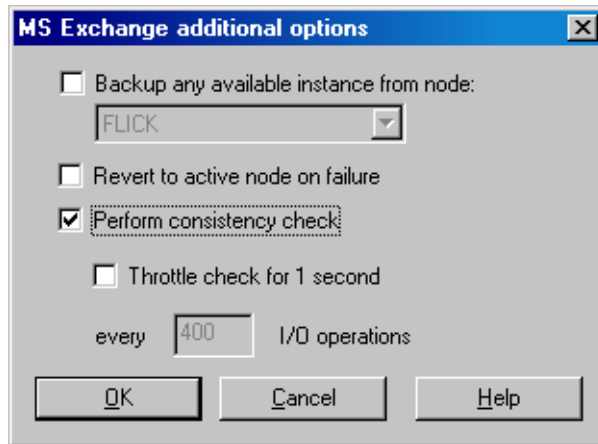 MS Exchange additional options
Backup any available instance from node:
FLICK
Revert to active node on failure
Perform consistency check
Throttle check for 1 second
every 400 I/O operations
OK Cancel Help